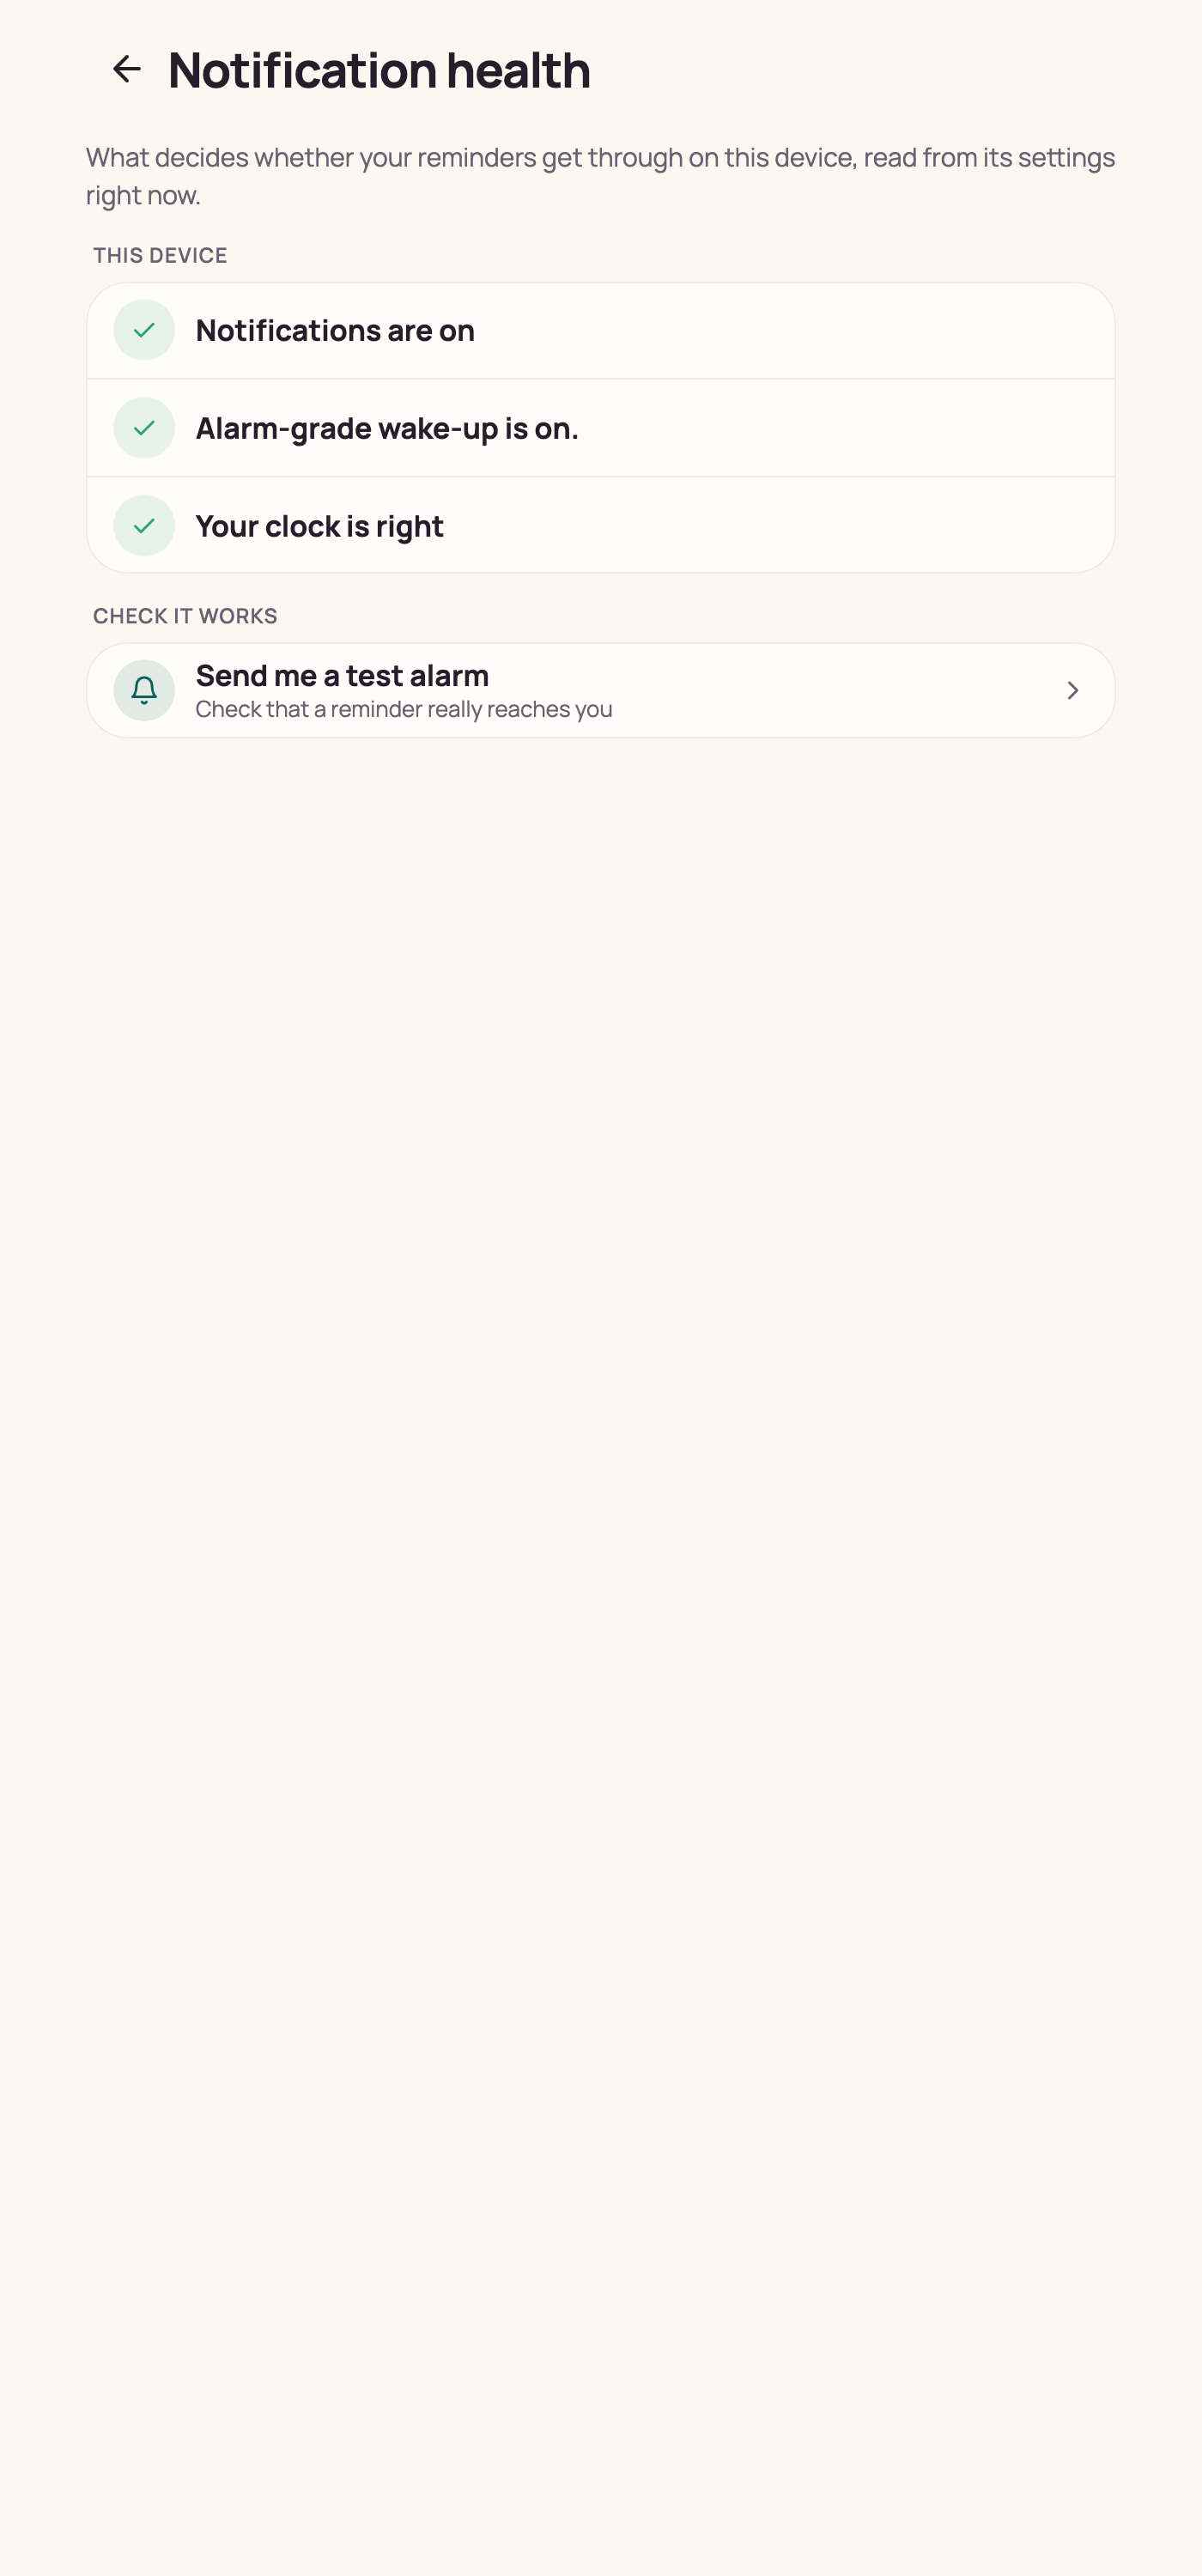 Notification health
What decides whether your reminders get through on this device, read from its settings
right now.
THIS DEVICE
Notifications are on
Alarm-grade wake-up is on.
Your clock is right
CHECK IT WORKS
Send me a test alarm
Check that a reminder really reaches you